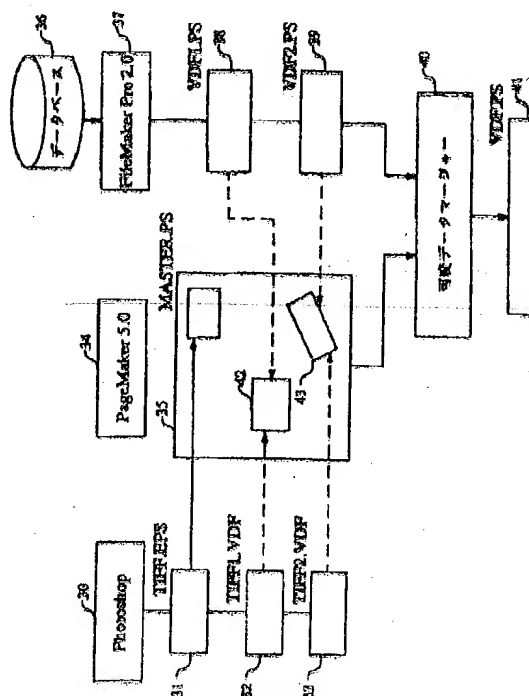 36
データベース
37
FileMaker Pro 2.0
VDF1.PS
38
VDF2.PS
39
40
可変データマージャー
VDF.PS
41
34
PageMaker 5.0
MASTER.PS
35
42
43
30
Photoshop
TIFF.EPS
31
TIFF1.VDF
32
TIFF2.VDF
33